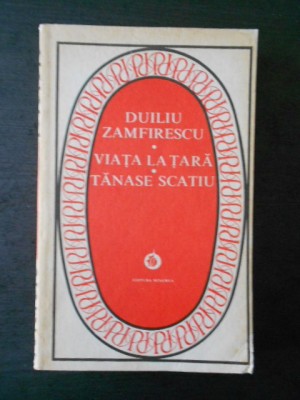 DUILIU
ZAMFIRESCU
•
VIAȚA LA ȚARĂ
•
TĂNASE SCATIU
EDITURA MINERVA